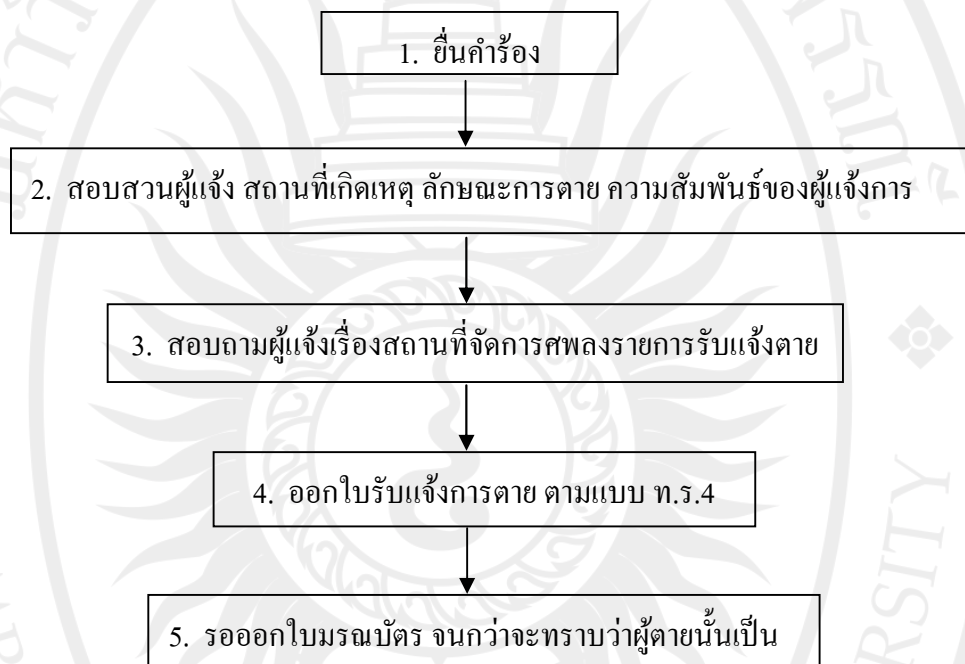 1. ยื่นคำร้อง
2. สอบสวนผู้แจ้ง สถานที่เกิดเหตุ ลักษณะการตาย ความสัมพันธ์ของผู้แจ้งการ
3. สอบถามผู้แจ้งเรื่องสถานที่จัดการศพลงรายการรับแจ้งตาย
4. ออกใบรับแจ้งการตาย ตามแบบ ท.ร.4
5. รอออกใบมรณบัตร จนกว่าจะทราบว่าผู้ตายนั้นเป็น